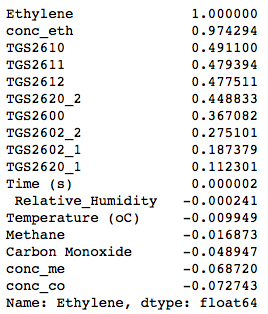 Ethylene 1.000000
conc_eth 0.974294
TGS2610 0.491100
TGS2611 0.479394
TGS2612 0.477511
TGS2620_2 0.448833
TGS2600 0.367082
TGS2602_2 0.275101
TGS2602_1 0.187379
TGS2620_1 0.112301
Time (s) 0.000002
Relative_Humidity -0.000241
Temperature (oC) -0.009949
Methane -0.016873
Carbon Monoxide -0.048947
conc_me -0.068720
conc_co -0.072743
Name: Ethylene, dtype: float64